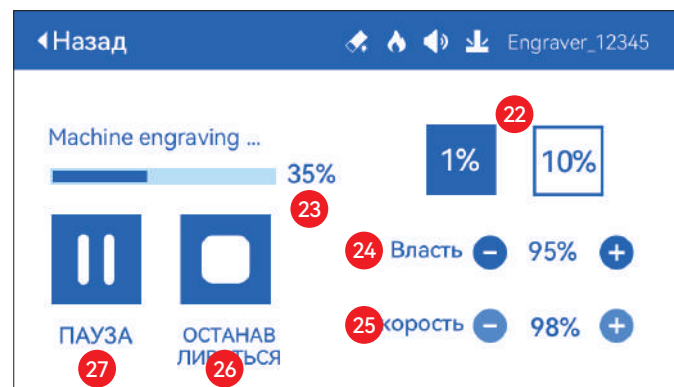 Назад
Engraver_12345
22
Machine engraving ...
1%
10%
35%
23
24 Власть 95%
25 корость 98%
ПАУЗА
27
ОСТАНАВ
26